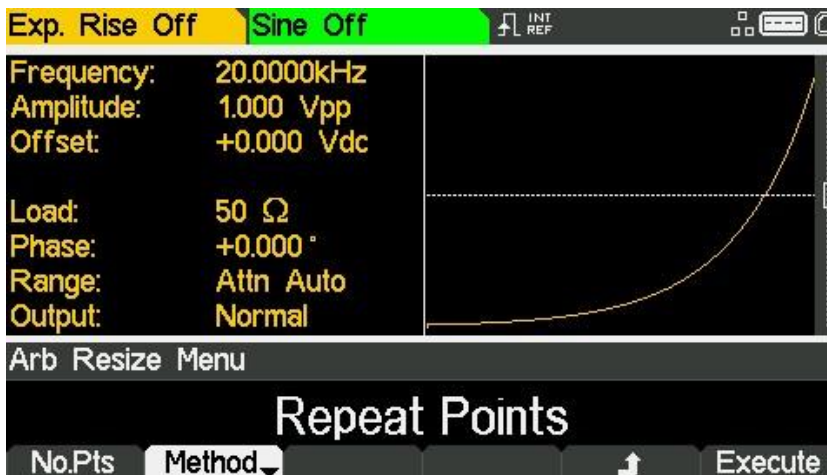 Exp. Rise Off Sine Off INT REF
Frequency: 20.0000kHz
Amplitude: 1.000 Vpp
Offset: +0.000 Vdc
Load: 50 Ω
Phase: +0.000 °
Range: Attn Auto
Output: Normal
Arb Resize Menu
Repeat Points
No.Pts Method Execute